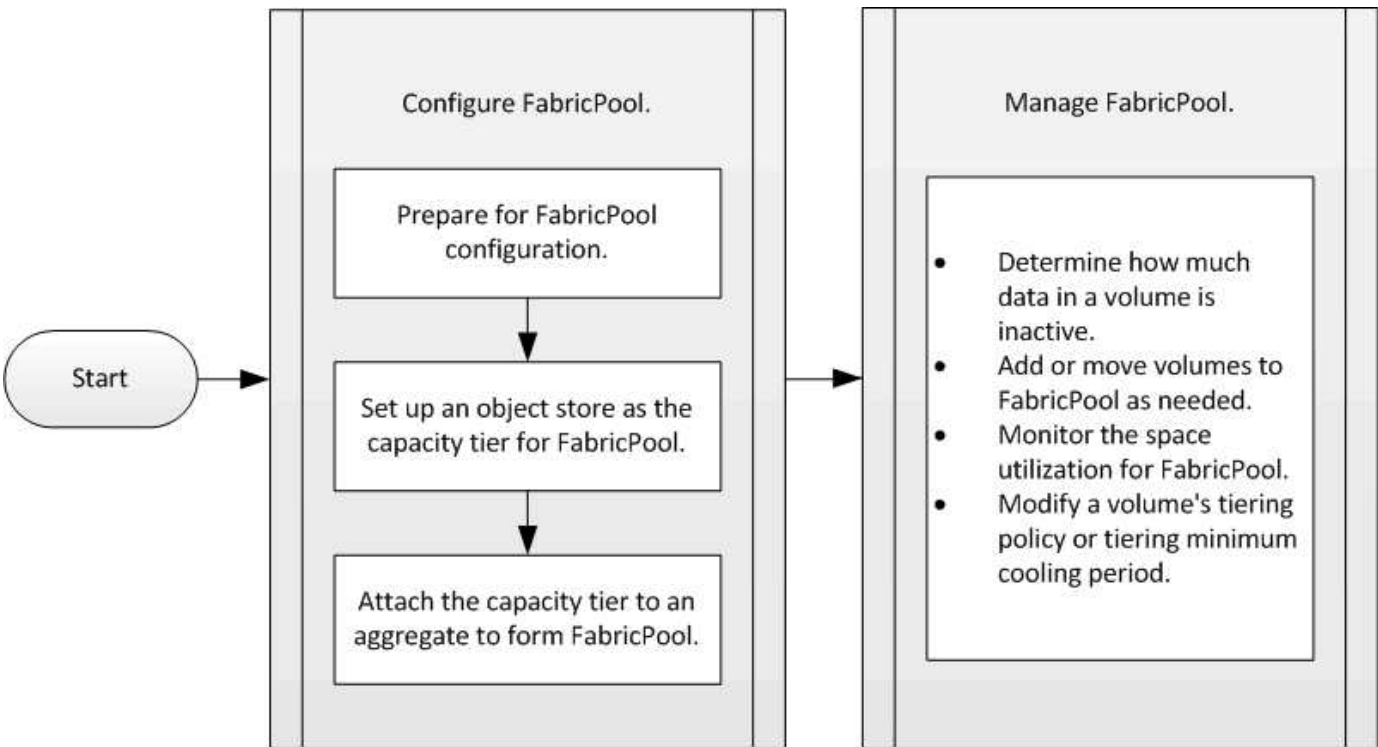 Start
Configure FabricPool.
Prepare for FabricPool
configuration.
Set up an object store as the
capacity tier for FabricPool.
Attach the capacity tier to an
aggregate to form FabricPool.
Manage FabricPool.
• Determine how much
data in a volume is
inactive.
• Add or move volumes to
FabricPool as needed.
• Monitor the space
utilization for FabricPool.
• Modify a volume's tiering
policy or tiering minimum
cooling period.